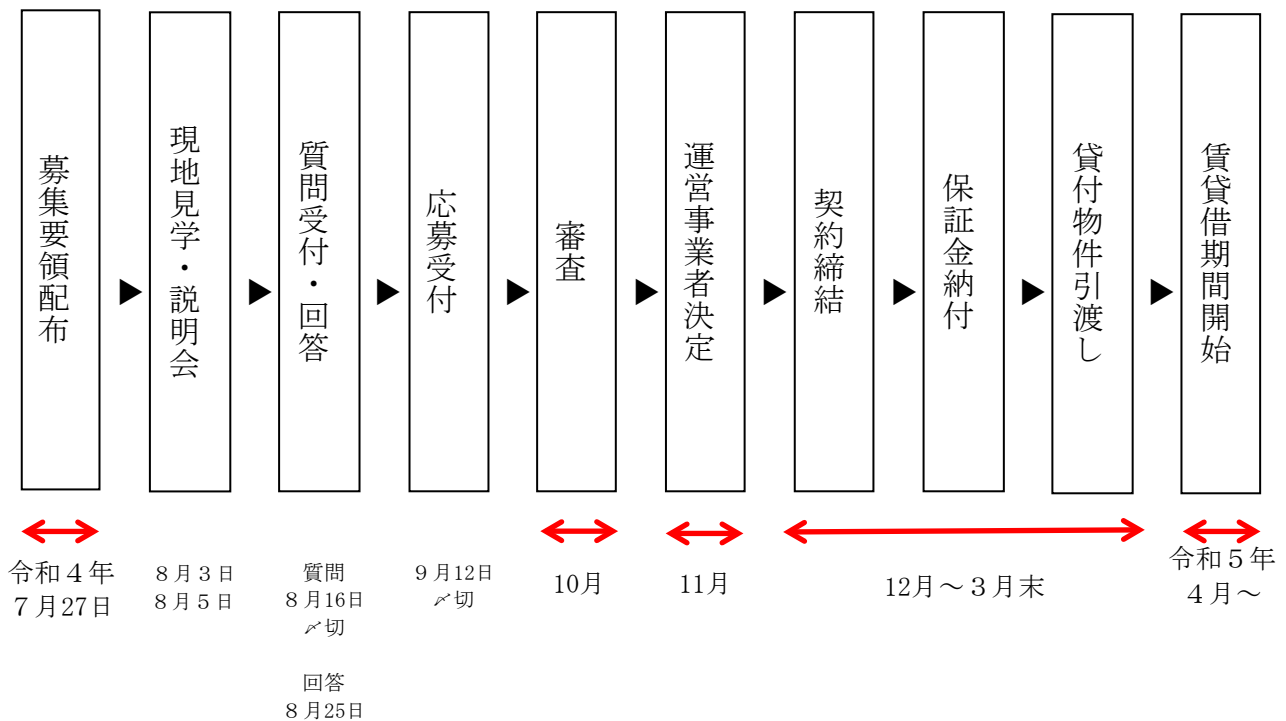 募集要領配布
現地見学・説明会
質問受付・回答
応募受付
審査
運営事業者決定
契約締結
保証金納付
貸付物件引渡し
賃貸借期間開始
令和４年
７月27日
８月３日
８月５日
質問
８月16日
〆切
回答
８月25日
９月12日
〆切
10月
11月
12月～３月末
令和５年
４月～